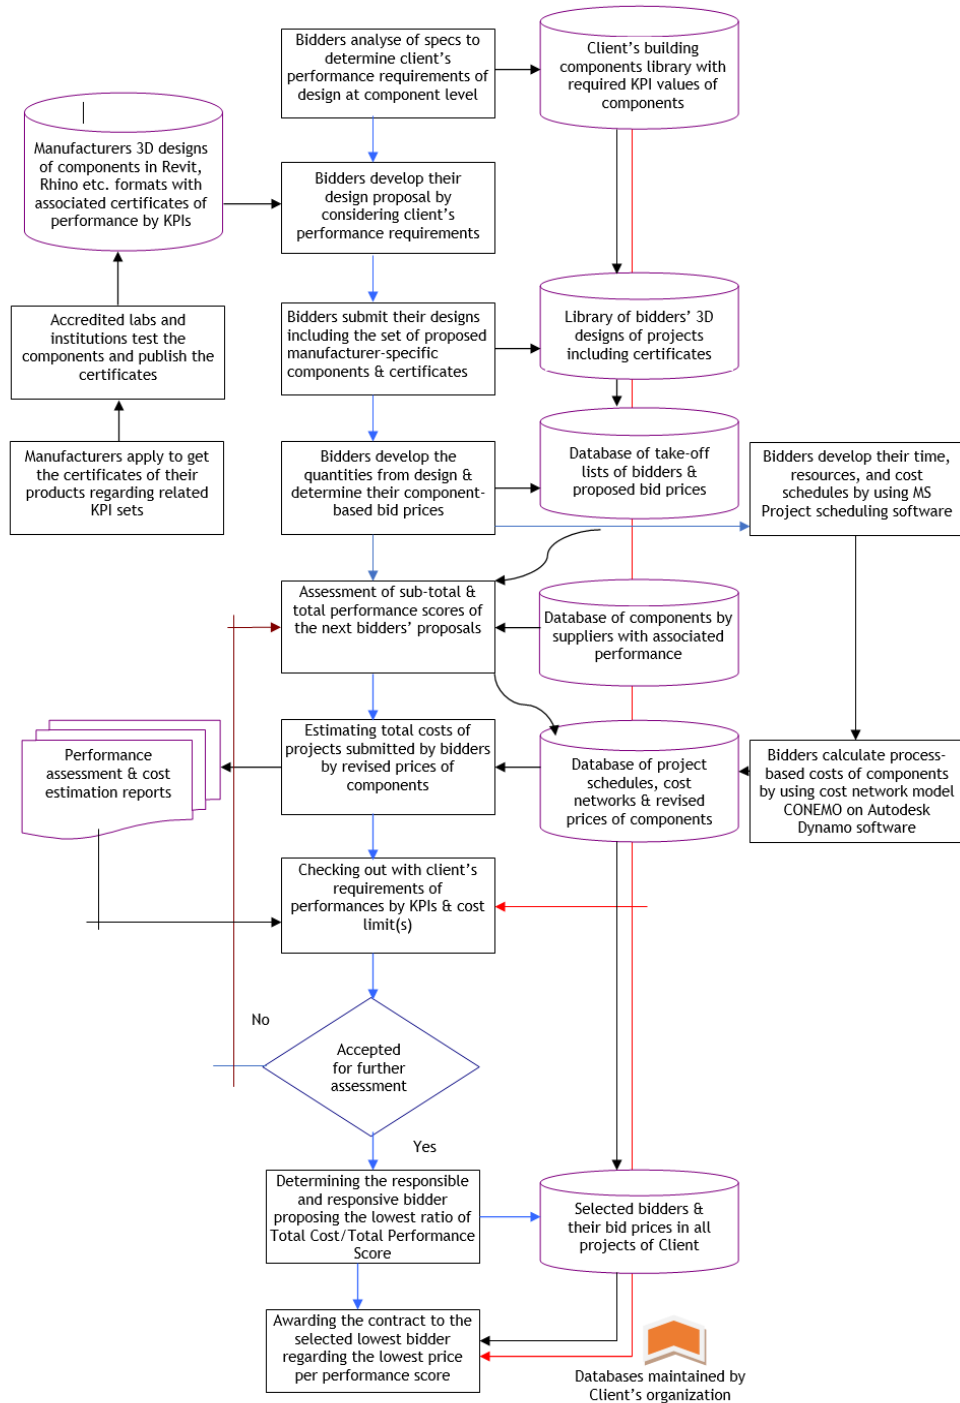 Bidders analyse of specs to
determine client's
performance requirements of
design at component level
Client's building
components library with
required KPI values of
components
Manufacturers 3D designs
of components in Revit,
Rhino etc. formats with
associated certificates of
performance by KPIs
Bidders develop their
design proposal by
considering client's
performance requirements
Accredited labs and
institutions test the
components and publish the
certificates
Bidders submit their designs
including the set of proposed
manufacturer-specific
components & certificates
Library of bidders' 3D
designs of projects
including certificates
Manufacturers apply to get
the certificates of their
products regarding related
KPI sets
Bidders develop the
quantities from design &
determine their component-
based bid prices
Database of take-off
lists of bidders &
proposed bid prices
Bidders develop their time,
resources, and cost
schedules by using MS
Project scheduling software
Assessment of sub-total &
total performance scores of
the next bidders' proposals
Database of components by
suppliers with associated
performance
Performance
assessment & cost
estimation reports
Estimating total costs of
projects submitted by bidders
by revised prices of
components
Database of project
schedules, cost
networks & revised
prices of components
Bidders calculate process-
based costs of components
by using cost network model
CONEMO on Autodesk
Dynamo software
Checking out with client's
requirements of
performances by KPIs & cost
limit(s)
No
Accepted
for further
assessment
Yes
Determining the responsible
and responsive bidder
proposing the lowest ratio of
Total Cost/Total Performance
Score
Selected bidders &
their bid prices in all
projects of Client
Awarding the contract to the
selected lowest bidder
regarding the lowest price
per performance score
Databases maintained by
Client's organization